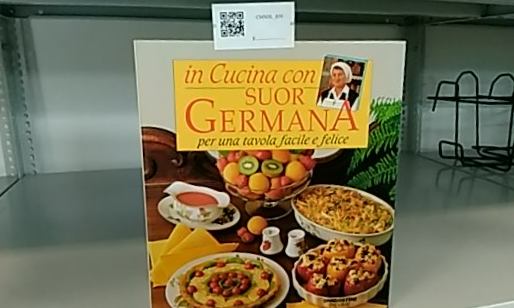 in Cucina con
SUOR
GERMANA
per una tavola facile e felice